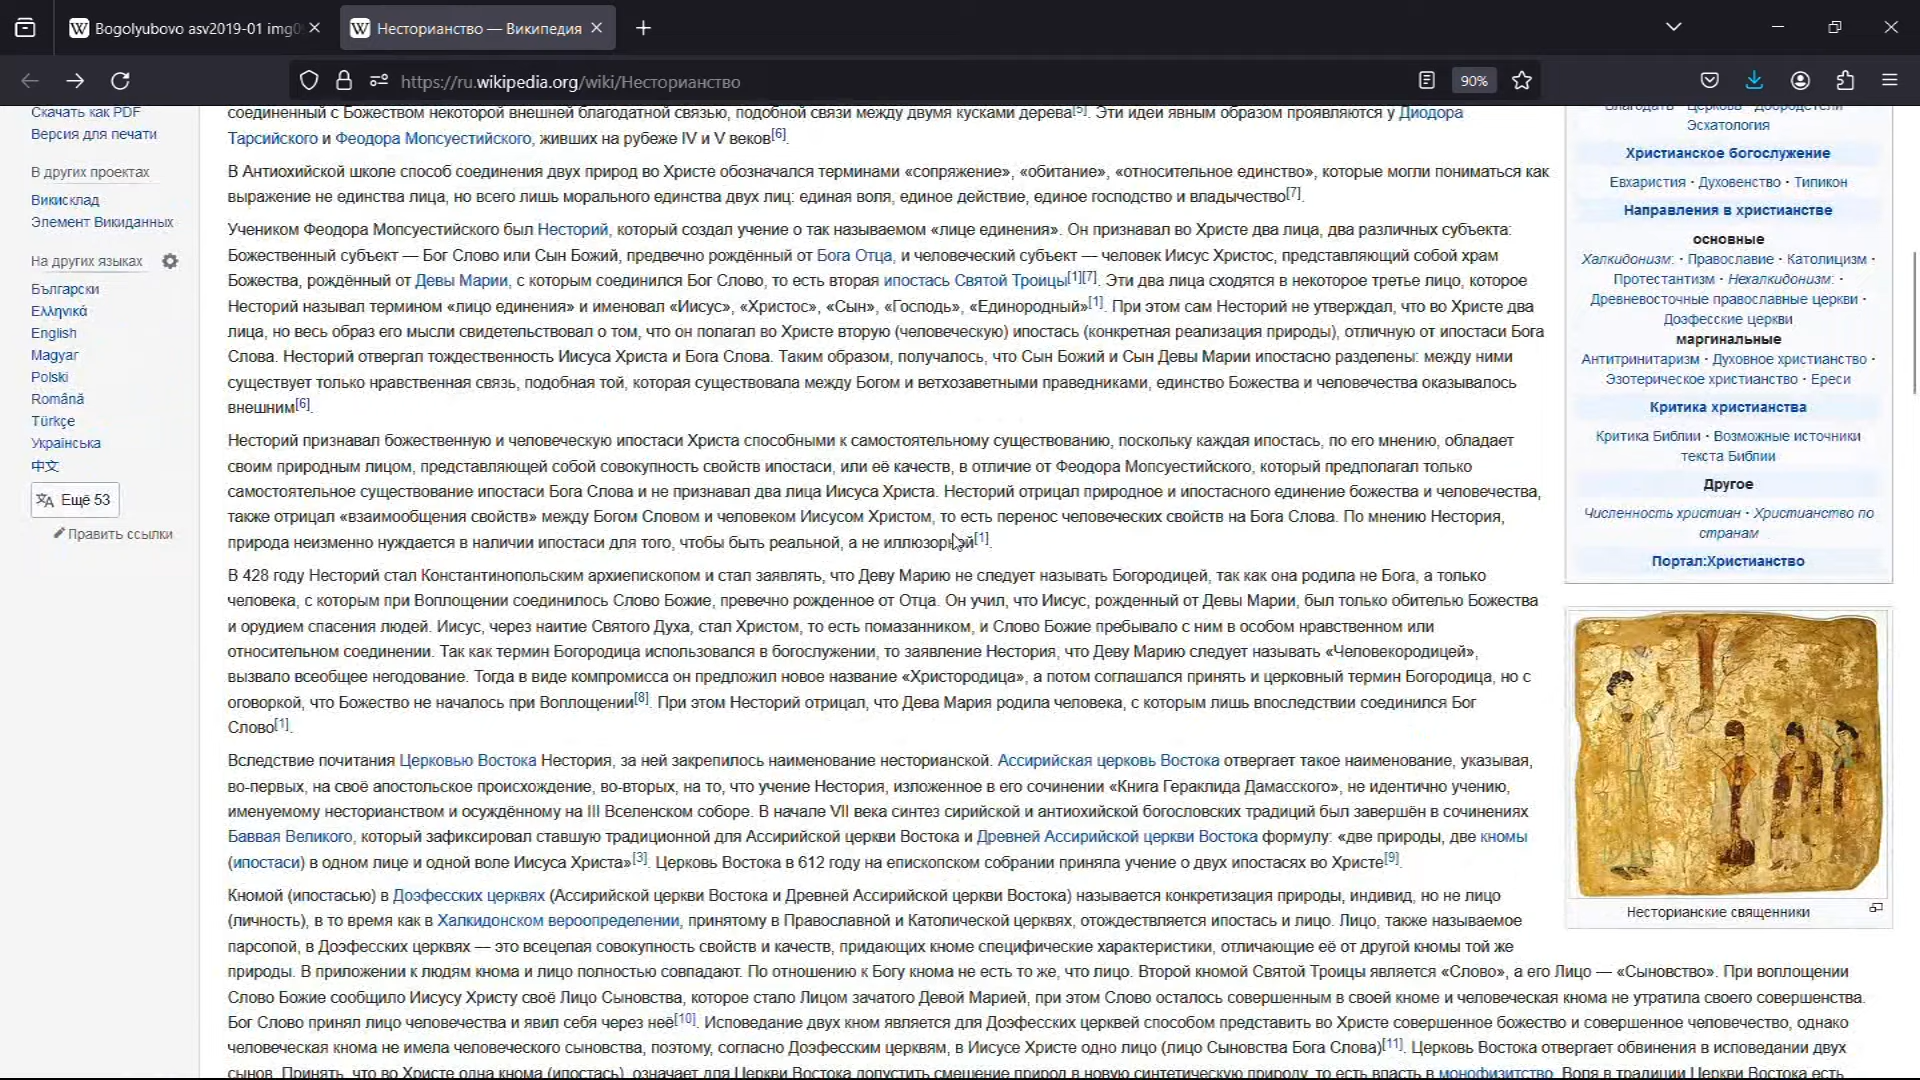 Bogolyubovo asv2019-01 img0
Несторианство — Википедия
https://ru.wikipedia.org/wiki/Несторианство
90%
Скачать как PDF
Версия для печати
В других проектах
Викисклад
Элемент Викиданных
На других языках
Български
Ελληνικά
English
Magyar
Polski
Română
Türkçe
Українська
中文
Ещё 53
Править ссылки
соединённый с Божеством некоторой внешней благодатной связью, подобной связи между двумя кусками дерева[5]. Эти идеи явным образом проявляются у Диодора
Тарсийского и Феодора Мопсуестийского, живших на рубеже IV и V веков[6].
В Антиохийской школе способ соединения двух природ во Христе обозначался терминами «сопряжение», «обитание», «относительное единство», которые могли пониматься как
выражение не единства лица, но всего лишь морального единства двух лиц: единая воля, единое действие, единое господство и владычество[7].
Учеником Феодора Мопсуестийского был Несторий, который создал учение о так называемом «лице единения». Он признавал во Христе два лица, два различных субъекта:
Божественный субъект — Бог Слово или Сын Божий, предвечно рождённый от Бога Отца, и человеческий субъект — человек Иисус Христос, представляющий собой храм
Божества, рождённый от Девы Марии, с которым соединился Бог Слово, то есть вторая ипостась Святой Троицы[1][7]. Эти два лица сходятся в некоторое третье лицо, которое
Несторий называл термином «лицо единения» и именовал «Иисус», «Христос», «Сын», «Господь», «Единородный»[1]. При этом сам Несторий не утверждал, что во Христе два
лица, но весь образ его мысли свидетельствовал о том, что он полагал во Христе вторую (человеческую) ипостась (конкретная реализация природы), отличную от ипостаси Бога
Слова. Несторий отвергал тождественность Иисуса Христа и Бога Слова. Таким образом, получалось, что Сын Божий и Сын Девы Марии ипостасно разделены: между ними
существует только нравственная связь, подобная той, которая существовала между Богом и ветхозаветными праведниками, единство Божества и человечества оказывалось
внешним[6].
Несторий признавал божественную и человеческую ипостаси Христа способными к самостоятельному существованию, поскольку каждая ипостась, по его мнению, обладает
своим природным лицом, представляющей собой совокупность свойств ипостаси, или её качеств, в отличие от Феодора Мопсуестийского, который предполагал только
самостоятельное существование ипостаси Бога Слова и не признавал два лица Иисуса Христа. Несторий отрицал природное и ипостасного единение божества и человечества,
также отрицал «взаимообщения свойств» между Богом Словом и человеком Иисусом Христом, то есть перенос человеческих свойств на Бога Слова. По мнению Нестория,
природа неизменно нуждается в наличии ипостаси для того, чтобы быть реальной, а не иллюзорной[1].
В 428 году Несторий стал Константинопольским архиепископом и стал заявлять, что Деву Марию не следует называть Богородицей, так как она родила не Бога, а только
человека, с которым при Воплощении соединилось Слово Божие, превечно рожденное от Отца. Он учил, что Иисус, рожденный от Девы Марии, был только обителью Божества
и орудием спасения людей. Иисус, через наитие Святого Духа, стал Христом, то есть помазанником, и Слово Божие пребывало с ним в особом нравственном или
относительном соединении. Так как термин Богородица использовался в богослужении, то заявление Нестория, что Деву Марию следует называть «Человекородицей»,
вызвало всеобщее негодование. Тогда в виде компромисса он предложил новое название «Христородица», а потом соглашался принять и церковный термин Богородица, но с
оговоркой, что Божество не началось при Воплощении[8]. При этом Несторий отрицал, что Дева Мария родила человека, с которым лишь впоследствии соединился Бог
Слово[1].
Вследствие почитания Церковью Востока Нестория, за ней закрепилось наименование несторианской. Ассирийская церковь Востока отвергает такое наименование, указывая,
во-первых, на своё апостольское происхождение, во-вторых, на то, что учение Нестория, изложенное в его сочинении «Книга Гераклида Дамасского», не идентично учению,
именуемому несторианством и осуждённому на III Вселенском соборе. В начале VII века синтез сирийской и антиохийской богословских традиций был завершён в сочинениях
Баввая Великого, который зафиксировал ставшую традиционной для Ассирийской церкви Востока и Древней Ассирийской церкви Востока формулу: «две природы, две кномы
(ипостаси) в одном лице и одной воле Иисуса Христа»[3]. Церковь Востока в 612 году на епископском собрании приняла учение о двух ипостасях во Христе[9].
Кномой (ипостасью) в Доэфесских церквях (Ассирийской церкви Востока и Древней Ассирийской церкви Востока) называется конкретизация природы, индивид, но не лицо
(личность), в то время как в Халкидонском вероопределении, принятому в Православной и Католической церквях, отождествляется ипостась и лицо. Лицо, также называемое
парсопой, в Доэфесских церквях — это всецелая совокупность свойств и качеств, придающих кноме специфические характеристики, отличающие её от другой кномы той же
природы. В приложении к людям кнома и лицо полностью совпадают. По отношению к Богу кнома не есть то же, что лицо. Второй кномой Святой Троицы является «Слово», а его Лицо — «Сыновство». При воплощении
Слово Божие сообщило Иисусу Христу своё Лицо Сыновства, которое стало Лицом зачатого Девой Марией, при этом Слово осталось совершенным в своей кноме и человеческая кнома не утратила своего совершенства.
Бог Слово принял лицо человечества и явил себя через неё[10]. Исповедание двух кном является для Доэфесских церквей способом представить во Христе совершенное божество и совершенное человечество, однако
человеческая кнома не имела человеческого сыновства, поэтому, согласно Доэфесским церквям, в Иисусе Христе одно лицо (лицо Сыновства Бога Слова)[11]. Церковь Востока отвергает обвинения в исповедании двух
сынов. Принять, что во Христе одна кнома (ипостась), означает для Церкви Востока допустить смешение природ в новую синтетическую природу, то есть впасть в монофизитство. Воля в традиции Церкви Востока есть
Благодать · Церковь · Добродетели
Эсхатология
Христианское богослужение
Евхаристия · Духовенство · Типикон
Направления в христианстве
основные
Халкидонизм: · Православие · Католицизм ·
Протестантизм · Нехалкидонизм: ·
Древневосточные православные церкви ·
Доэфесские церкви
маргинальные
Антитринитаризм · Духовное христианство ·
Эзотерическое христианство · Ереси
Критика христианства
Критика Библии · Возможные источники
текста Библии
Другое
Численность христиан · Христианство по
странам
Портал:Христианство
Несторианские священники